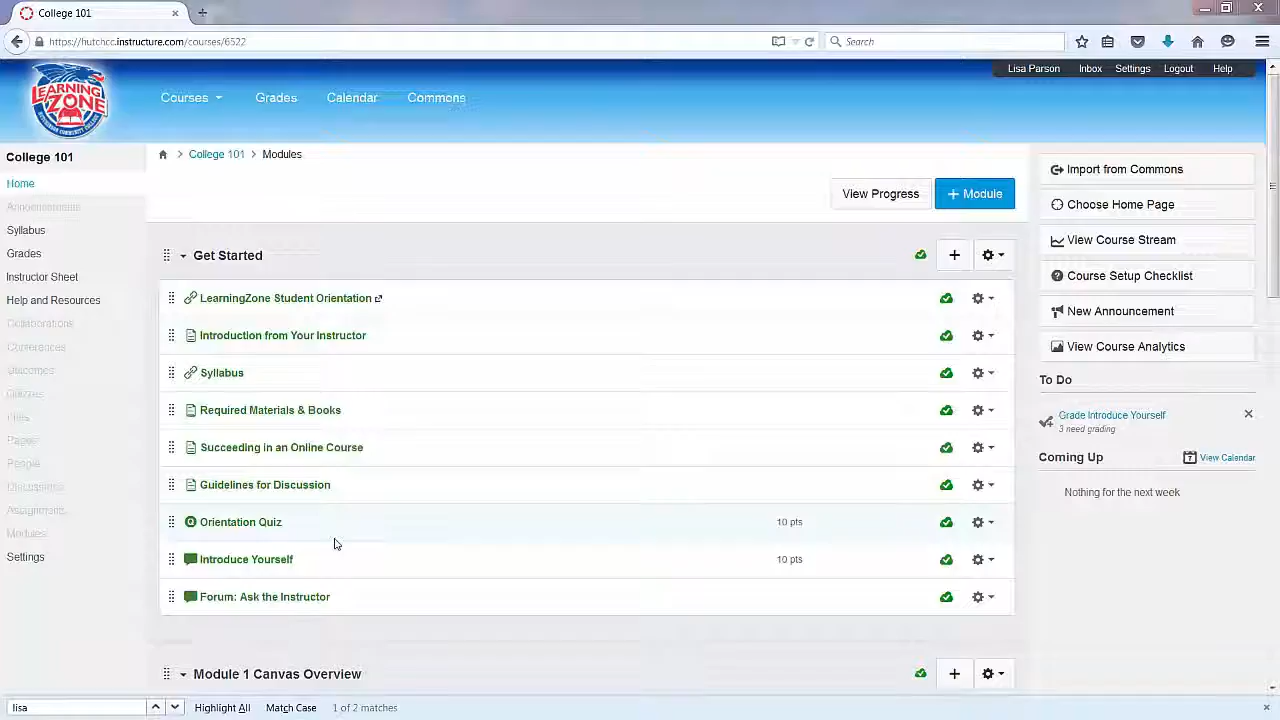 College 101
https://hutchcc.instructure.com/courses/6522
Search
Lisa Parson Inbox Settings Logout Help
LEARNING ZONE
HUTCHINSON COMMUNITY COLLEGE
Courses Grades Calendar Commons
College 101
College 101 Modules
Home
Announcements
Syllabus
Grades
Instructor Sheet
Help and Resources
Collaborations
Conferences
Outcomes
Quizzes
Files
Pages
People
Discussions
Assignments
Modules
Settings
View Progress
Module
Get Started
LearningZone Student Orientation
Introduction from Your Instructor
Syllabus
Required Materials & Books
Succeeding in an Online Course
Guidelines for Discussion
Orientation Quiz 10 pts
Introduce Yourself 10 pts
Forum: Ask the Instructor
Module 1 Canvas Overview
Import from Commons
Choose Home Page
View Course Stream
Course Setup Checklist
New Announcement
View Course Analytics
To Do
Grade Introduce Yourself
3 need grading
Coming Up 7 View Calendar
Nothing for the next week
lisa Highlight All Match Case 1 of 2 matches